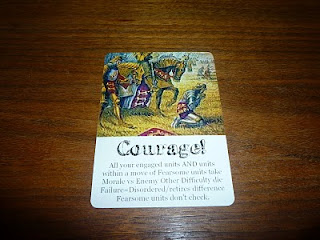 Courage!
All your engaged units AND units
within a move of Fearsome units take
Morale vs Enemy Other Difficulty die
Failure=Disordered/retires difference
Fearsome units don't check.